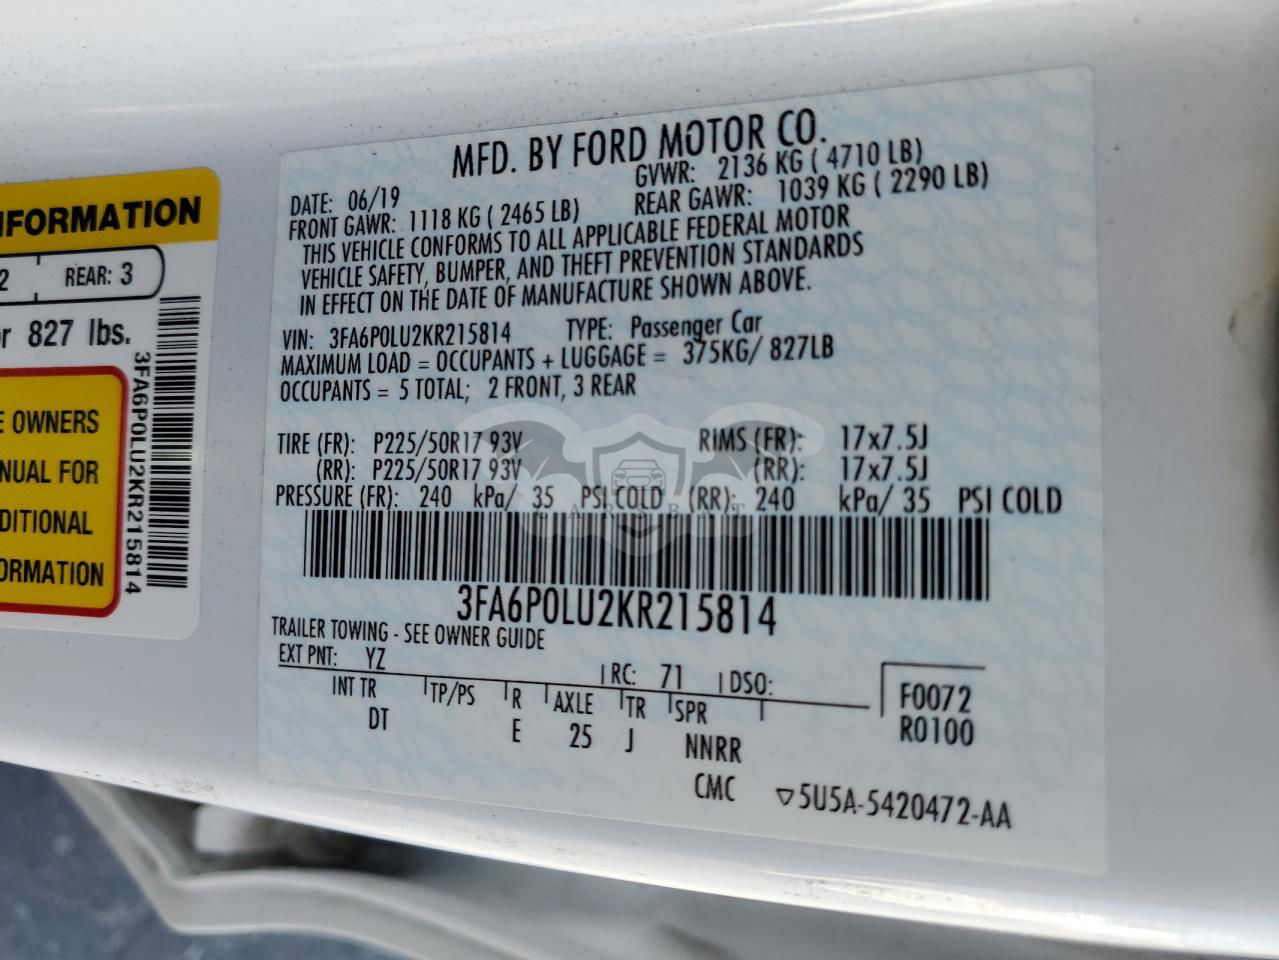 MFD. BY FORD MOTOR CO.
DATE: 06/19 GVWR: 2136 KG ( 4710 LB)
FRONT GAWR: 1118 KG ( 2465 LB) REAR GAWR: 1039 KG ( 2290 LB)
THIS VEHICLE CONFORMS TO ALL APPLICABLE FEDERAL MOTOR
VEHICLE SAFETY, BUMPER, AND THEFT PREVENTION STANDARDS
IN EFFECT ON THE DATE OF MANUFACTURE SHOWN ABOVE.
VIN: 3FA6P0LU2KR215814 TYPE: Passenger Car
MAXIMUM LOAD = OCCUPANTS + LUGGAGE = 375KG/ 827LB
OCCUPANTS = 5 TOTAL; 2 FRONT, 3 REAR
TIRE (FR): P225/50R17 93V RIMS (FR): 17x7.5J
(RR): P225/50R17 93V (RR): 17x7.5J
PRESSURE (FR): 240 kPa/ 35 PSI COLD (RR): 240 kPa/ 35 PSI COLD
3FA6P0LU2KR215814
TRAILER TOWING - SEE OWNER GUIDE
EXT PNT: YZ RC: 71 DSO:
INT TR TP/PS R AXLE TR SPR F0072
DT E 25 J NNRR R0100
CMC ▽5U5A-5420472-AA
NFORMATION
2 REAR: 3
r 827 lbs.
E OWNERS
NUAL FOR
DITIONAL
ORMATION
3FA6P0LU2KR215814
CARSBAT